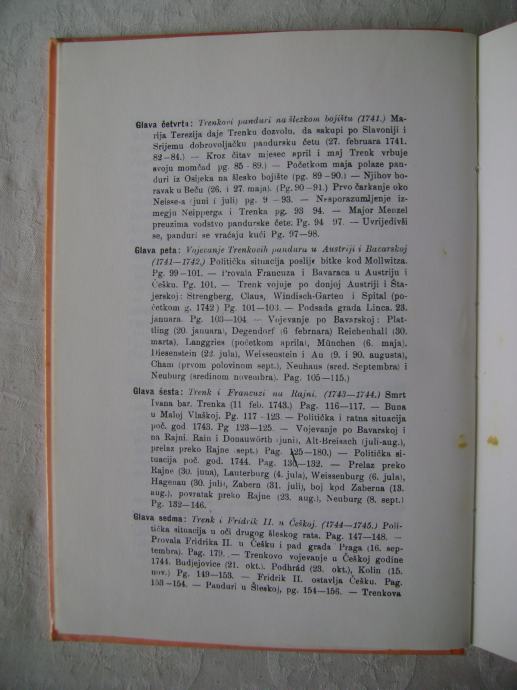 Glava četvrta: Trenkovi panduri na šlezkom bojištu (1741.) Ma-
rija Terezija daje Trenku dozvolu, da sakupi po Slavoniji i
Srijemu dobrovoljačku pandursku četu (27. februara 1741.
82—84.) — Kroz čitav mjesec april i maj Trenk vrbuje
svoju momčad pg. 85-89.) — Početkom maja polaze pan-
duri iz Osijeka na šlesko bojište (pg. 89—90.) — Njihov bo-
ravak u Beču (26. i 27. maja). (Pg. 90—91.) Prvo čarkanje oko
Neisse-a (juni i juli) pg. 9 —93. — Nesporazumljenje iz-
megju Neipperga i Trenka pg. 93 94. — Major Menzel
preuzima vodstvo pandurske čete: Pg. 94 97. — Uvrijedivši
se, panduri se vraćaju kući Pg. 97—98.
Glava peta: Vojevanje Trenkovih pandura u Austriji i Bavarskoj
(1741—1742.) Politička situacija poslije bitke kod Mollwitza.
Pg. 99—101. — Provala Francuza i Bavaraca u Austriju i
Češku. Pg. 101. — Trenk vojuje po donjoj Austriji i Šta-
jerskoj: Strengberg, Claus, Windisch-Garten i Spital (po-
četkom g. 1742) Pg. 101—103. — Podsada grada Linca. 23.
januara. Pg. 103—104. — Vojevanje po Bavarskoj: Platt-
ling (20. januara), Degendorf (6 februara) Reichenhall (30.
marta), Langgries (početkom aprila), München (6. maja),
Diesenstein (22. jula), Weissenstein i Au (9. i 90. augusta),
Cham (prvom polovinom sept.), Neuhaus (sred. Septembra) i
Neuburg (sredinom novembra). Pag. 105—115.)
Glava šesta: Trenk i Francuzi na Rajni. (1743—1744.) Smrt
Ivana bar. Trenka (11 feb. 1743.) Pag. 116—117. — Buna
u Maloj Vlaškoj. Pg. 117-123. — Politička i ratna situacija
poč. god. 1743. Pg 123—125. — Vojevanje po Bavarskoj i
na Rajni. Rain i Donauwörth (juni), Alt-Breisach (juli-aug.),
prelaz preko Rajne sept.) Pag. 125—180.) — Politička si-
tuacija poč. god. 1744. Pag. 130—132. — Prelaz preko
Rajne (30. juna), Lauterburg (4. jula), Weissenburg (6. jula),
Hagenau (30. juli), Zabern (31. juli), boj kod Zaberna (13.
aug.), povratak preko Rajne (23. aug.), Neuburg (8. sept.)
Pg. 132—146.
Glava sedma: Trenk i Fridrik II. u Češkoj. (1744—1745.) Poli-
tička situacija u oči drugog šleskog rata. Pag. 147—148. —
Provala Fridrika II. u Češku i pad grada Praga (16. sep-
tembra). Pag. 179. — Trenkovo vojevanje u Češkoj godine
1744. Budjejovice (21. okt.). Podhrád (23. okt.), Kolin (15.
nov.) Pg. 149—153. — Fridrik II. ostavlja Češku. Pag.
153—154. — Panduri u Šleskoj, pg. 154—156. — Trenkova